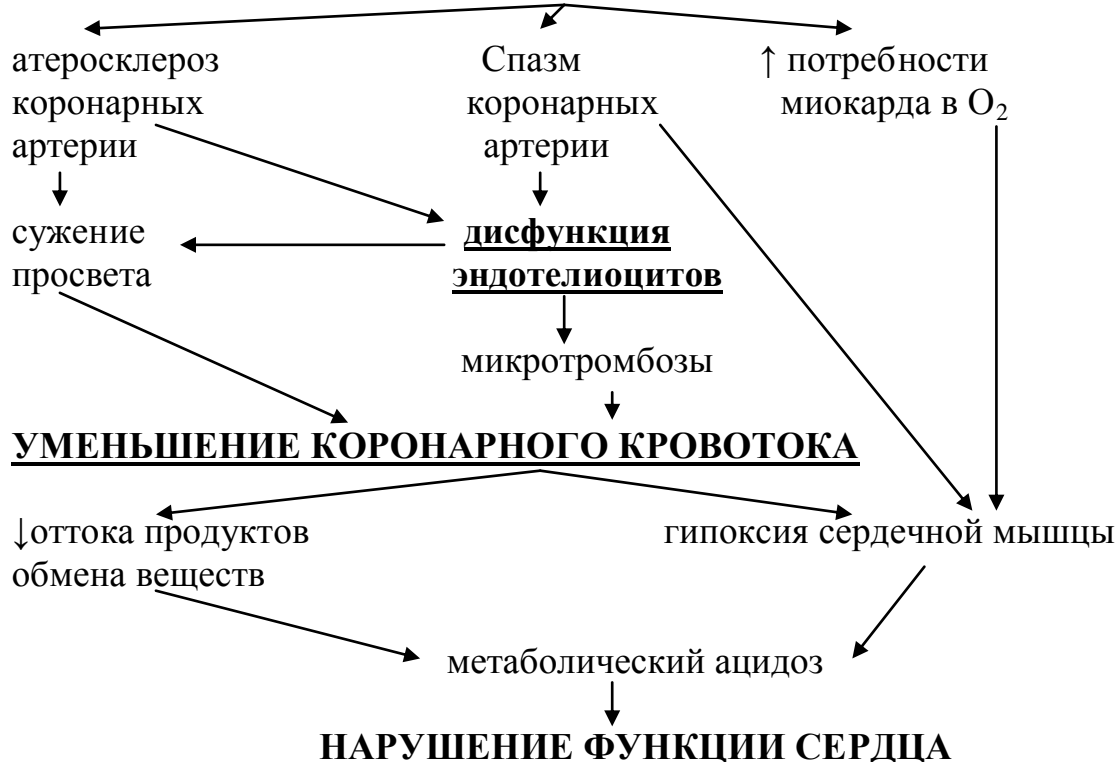 атеросклероз
коронарных
артерии
Спазм
коронарных
артерии
↑ потребности
миокарда в O₂
сужение
просвета
дисфункция
эндотелиоцитов
микротромбозы
УМЕНЬШЕНИЕ КОРОНАРНОГО КРОВОТОКА
↓оттока продуктов
обмена веществ
гипоксия сердечной мышцы
метаболический ацидоз
НАРУШЕНИЕ ФУНКЦИИ СЕРДЦА